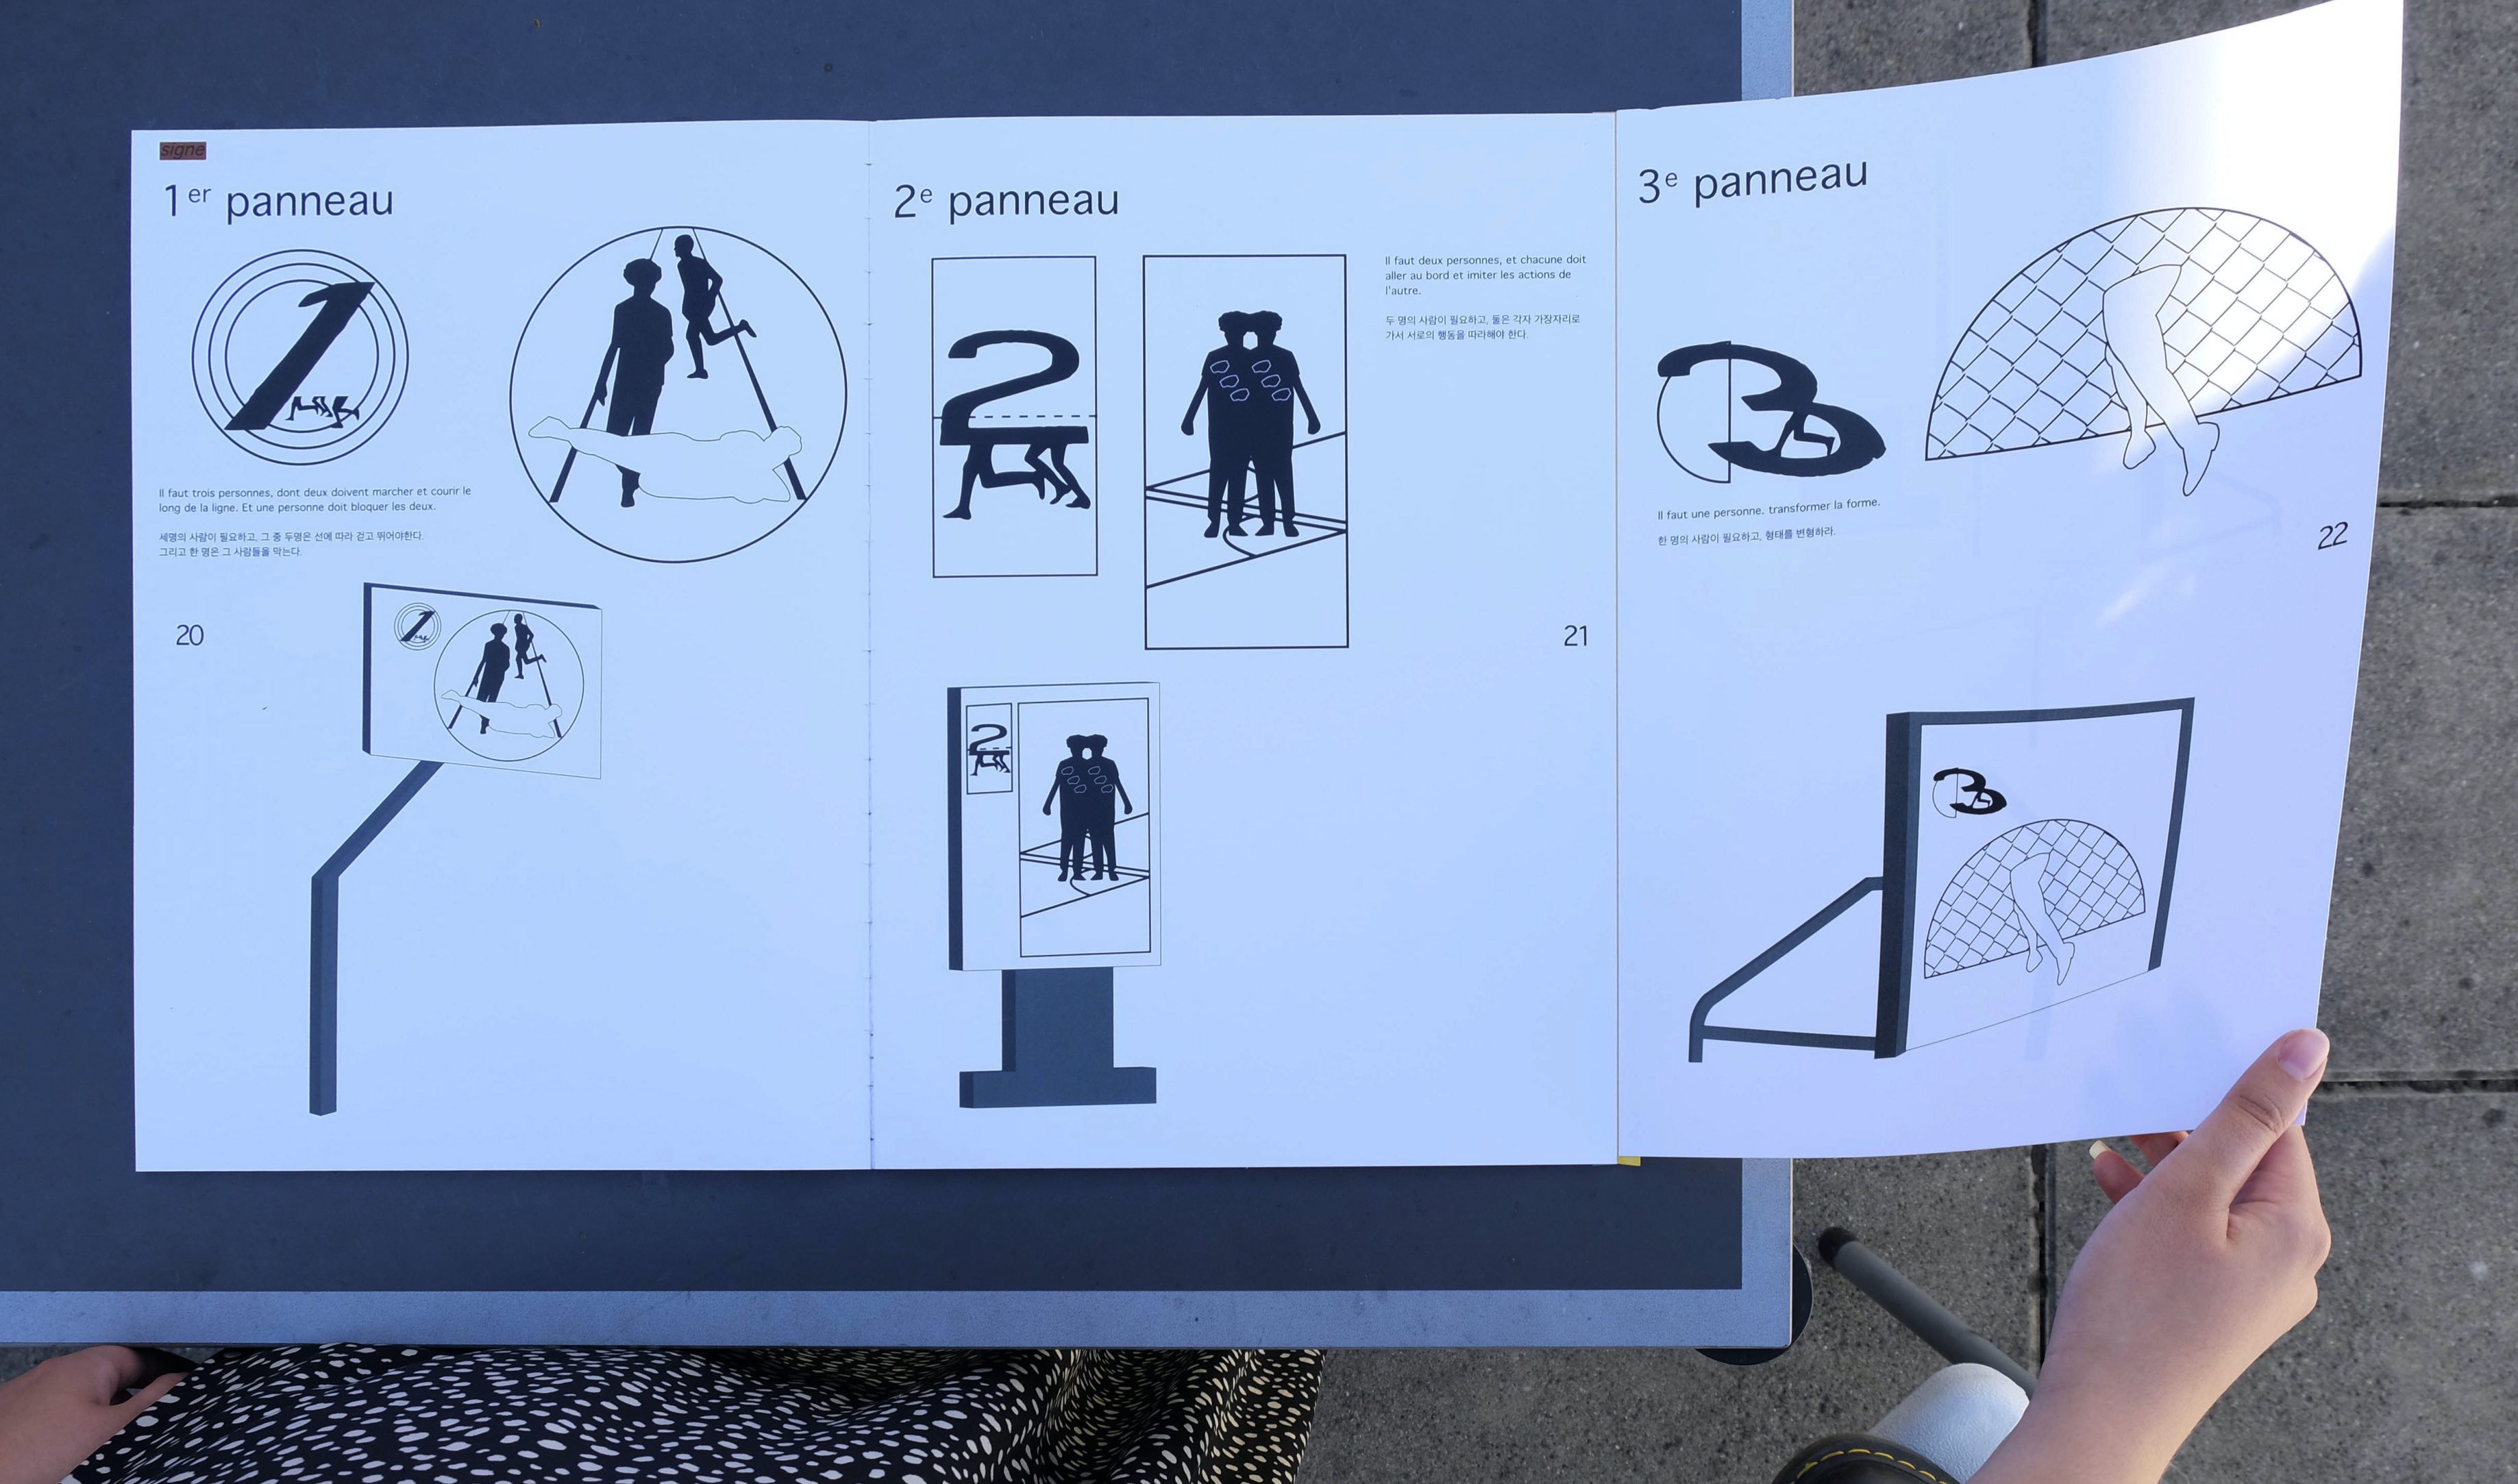 signe
1er panneau
1
Il faut trois personnes, dont deux doivent marcher et courir le
long de la ligne. Et une personne doit bloquer les deux.
세명의 사람이 필요하고, 그 중 두명은 선에 따라 걷고 뛰어야한다.
그리고 한 명은 그 사람들을 막는다.
20
1
2e panneau
2
Il faut deux personnes, et chacune doit
aller au bord et imiter les actions de
l'autre.
두 명의 사람이 필요하고, 둘은 각자 가장자리로
가서 서로의 행동을 따라해야 한다.
21
2
3e panneau
3
Il faut une personne. transformer la forme.
한 명의 사람이 필요하고, 형태를 변형하라.
22
3